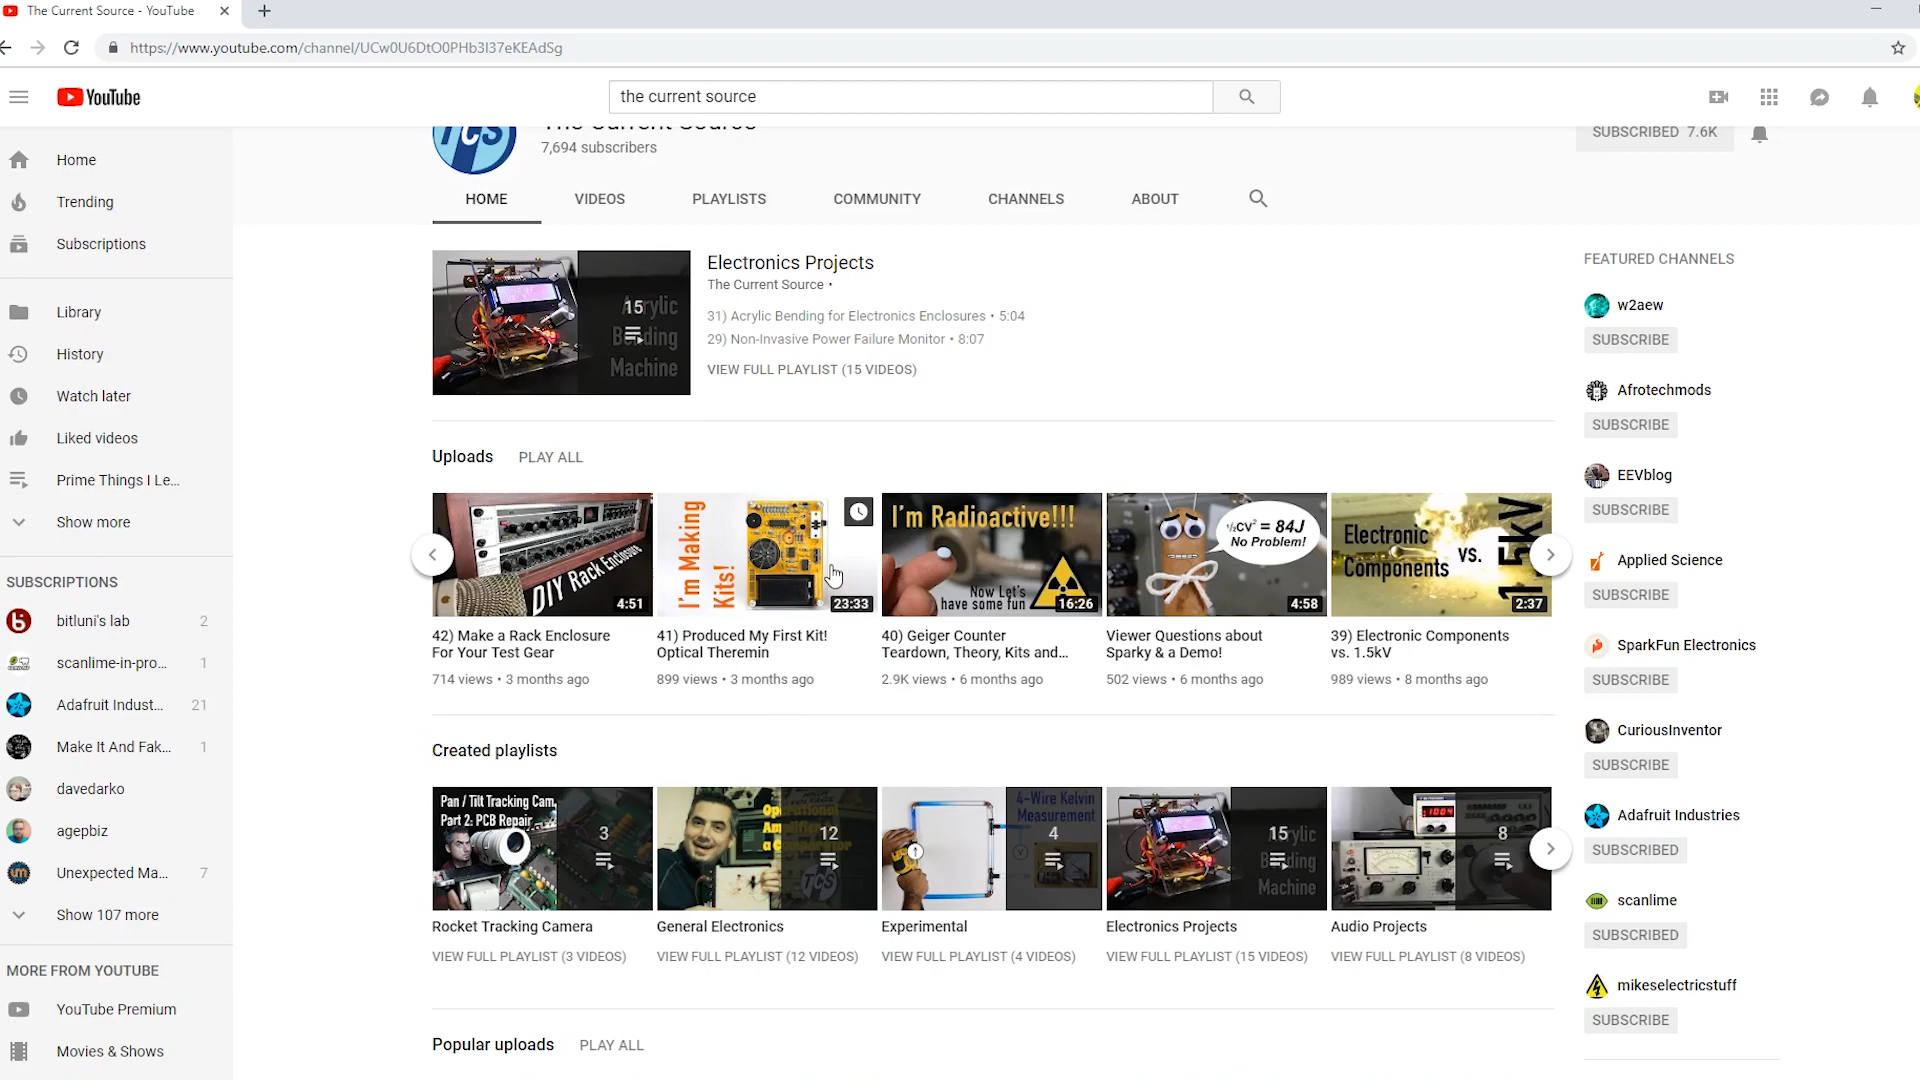 The Current Source - YouTube
https://www.youtube.com/channel/UCw0U6DtO0PHb3I37eKEAdSg
YouTube
the current source
TCS
The Current Source
7,694 subscribers
SUBSCRIBED 7.6K
HOME
VIDEOS
PLAYLISTS
COMMUNITY
CHANNELS
ABOUT
Home
Trending
Subscriptions
Library
History
Watch later
Liked videos
Prime Things I Le...
Show more
SUBSCRIPTIONS
bitluni's lab 2
scanlime-in-pro... 1
Adafruit Indust... 21
Make It And Fak... 1
davedarko
agepbiz
Unexpected Ma... 7
Show 107 more
MORE FROM YOUTUBE
YouTube Premium
Movies & Shows
15
Acrylic
Bending
Machine
Electronics Projects
The Current Source •
31) Acrylic Bending for Electronics Enclosures • 5:04
29) Non-Invasive Power Failure Monitor • 8:07
VIEW FULL PLAYLIST (15 VIDEOS)
Uploads PLAY ALL
DIY Rack Enclosure
4:51
42) Make a Rack Enclosure
For Your Test Gear
714 views • 3 months ago
I'm Making
Kits!
23:33
41) Produced My First Kit!
Optical Theremin
899 views • 3 months ago
I'm Radioactive!!!
Now Let's
have some fun
16:26
40) Geiger Counter
Teardown, Theory, Kits and...
2.9K views • 6 months ago
½CV² = 84J
No Problem!
4:58
Viewer Questions about
Sparky & a Demo!
502 views • 6 months ago
Electronic
Components
vs.
1.5kV
2:37
39) Electronic Components
vs. 1.5kV
989 views • 8 months ago
Created playlists
Pan / Tilt Tracking Cam,
Part 2: PCB Repair
3
Rocket Tracking Camera
VIEW FULL PLAYLIST (3 VIDEOS)
12
TCS
General Electronics
VIEW FULL PLAYLIST (12 VIDEOS)
4-Wire Kelvin
Measurement
4
Experimental
VIEW FULL PLAYLIST (4 VIDEOS)
15
Acrylic
Bending
Machine
Electronics Projects
VIEW FULL PLAYLIST (15 VIDEOS)
8
Audio Projects
VIEW FULL PLAYLIST (8 VIDEOS)
Popular uploads PLAY ALL
FEATURED CHANNELS
w2aew
SUBSCRIBE
Afrotechmods
SUBSCRIBE
EEVblog
SUBSCRIBE
Applied Science
SUBSCRIBE
SparkFun Electronics
SUBSCRIBE
CuriousInventor
SUBSCRIBE
Adafruit Industries
SUBSCRIBED
scanlime
SUBSCRIBED
mikeselectricstuff
SUBSCRIBE